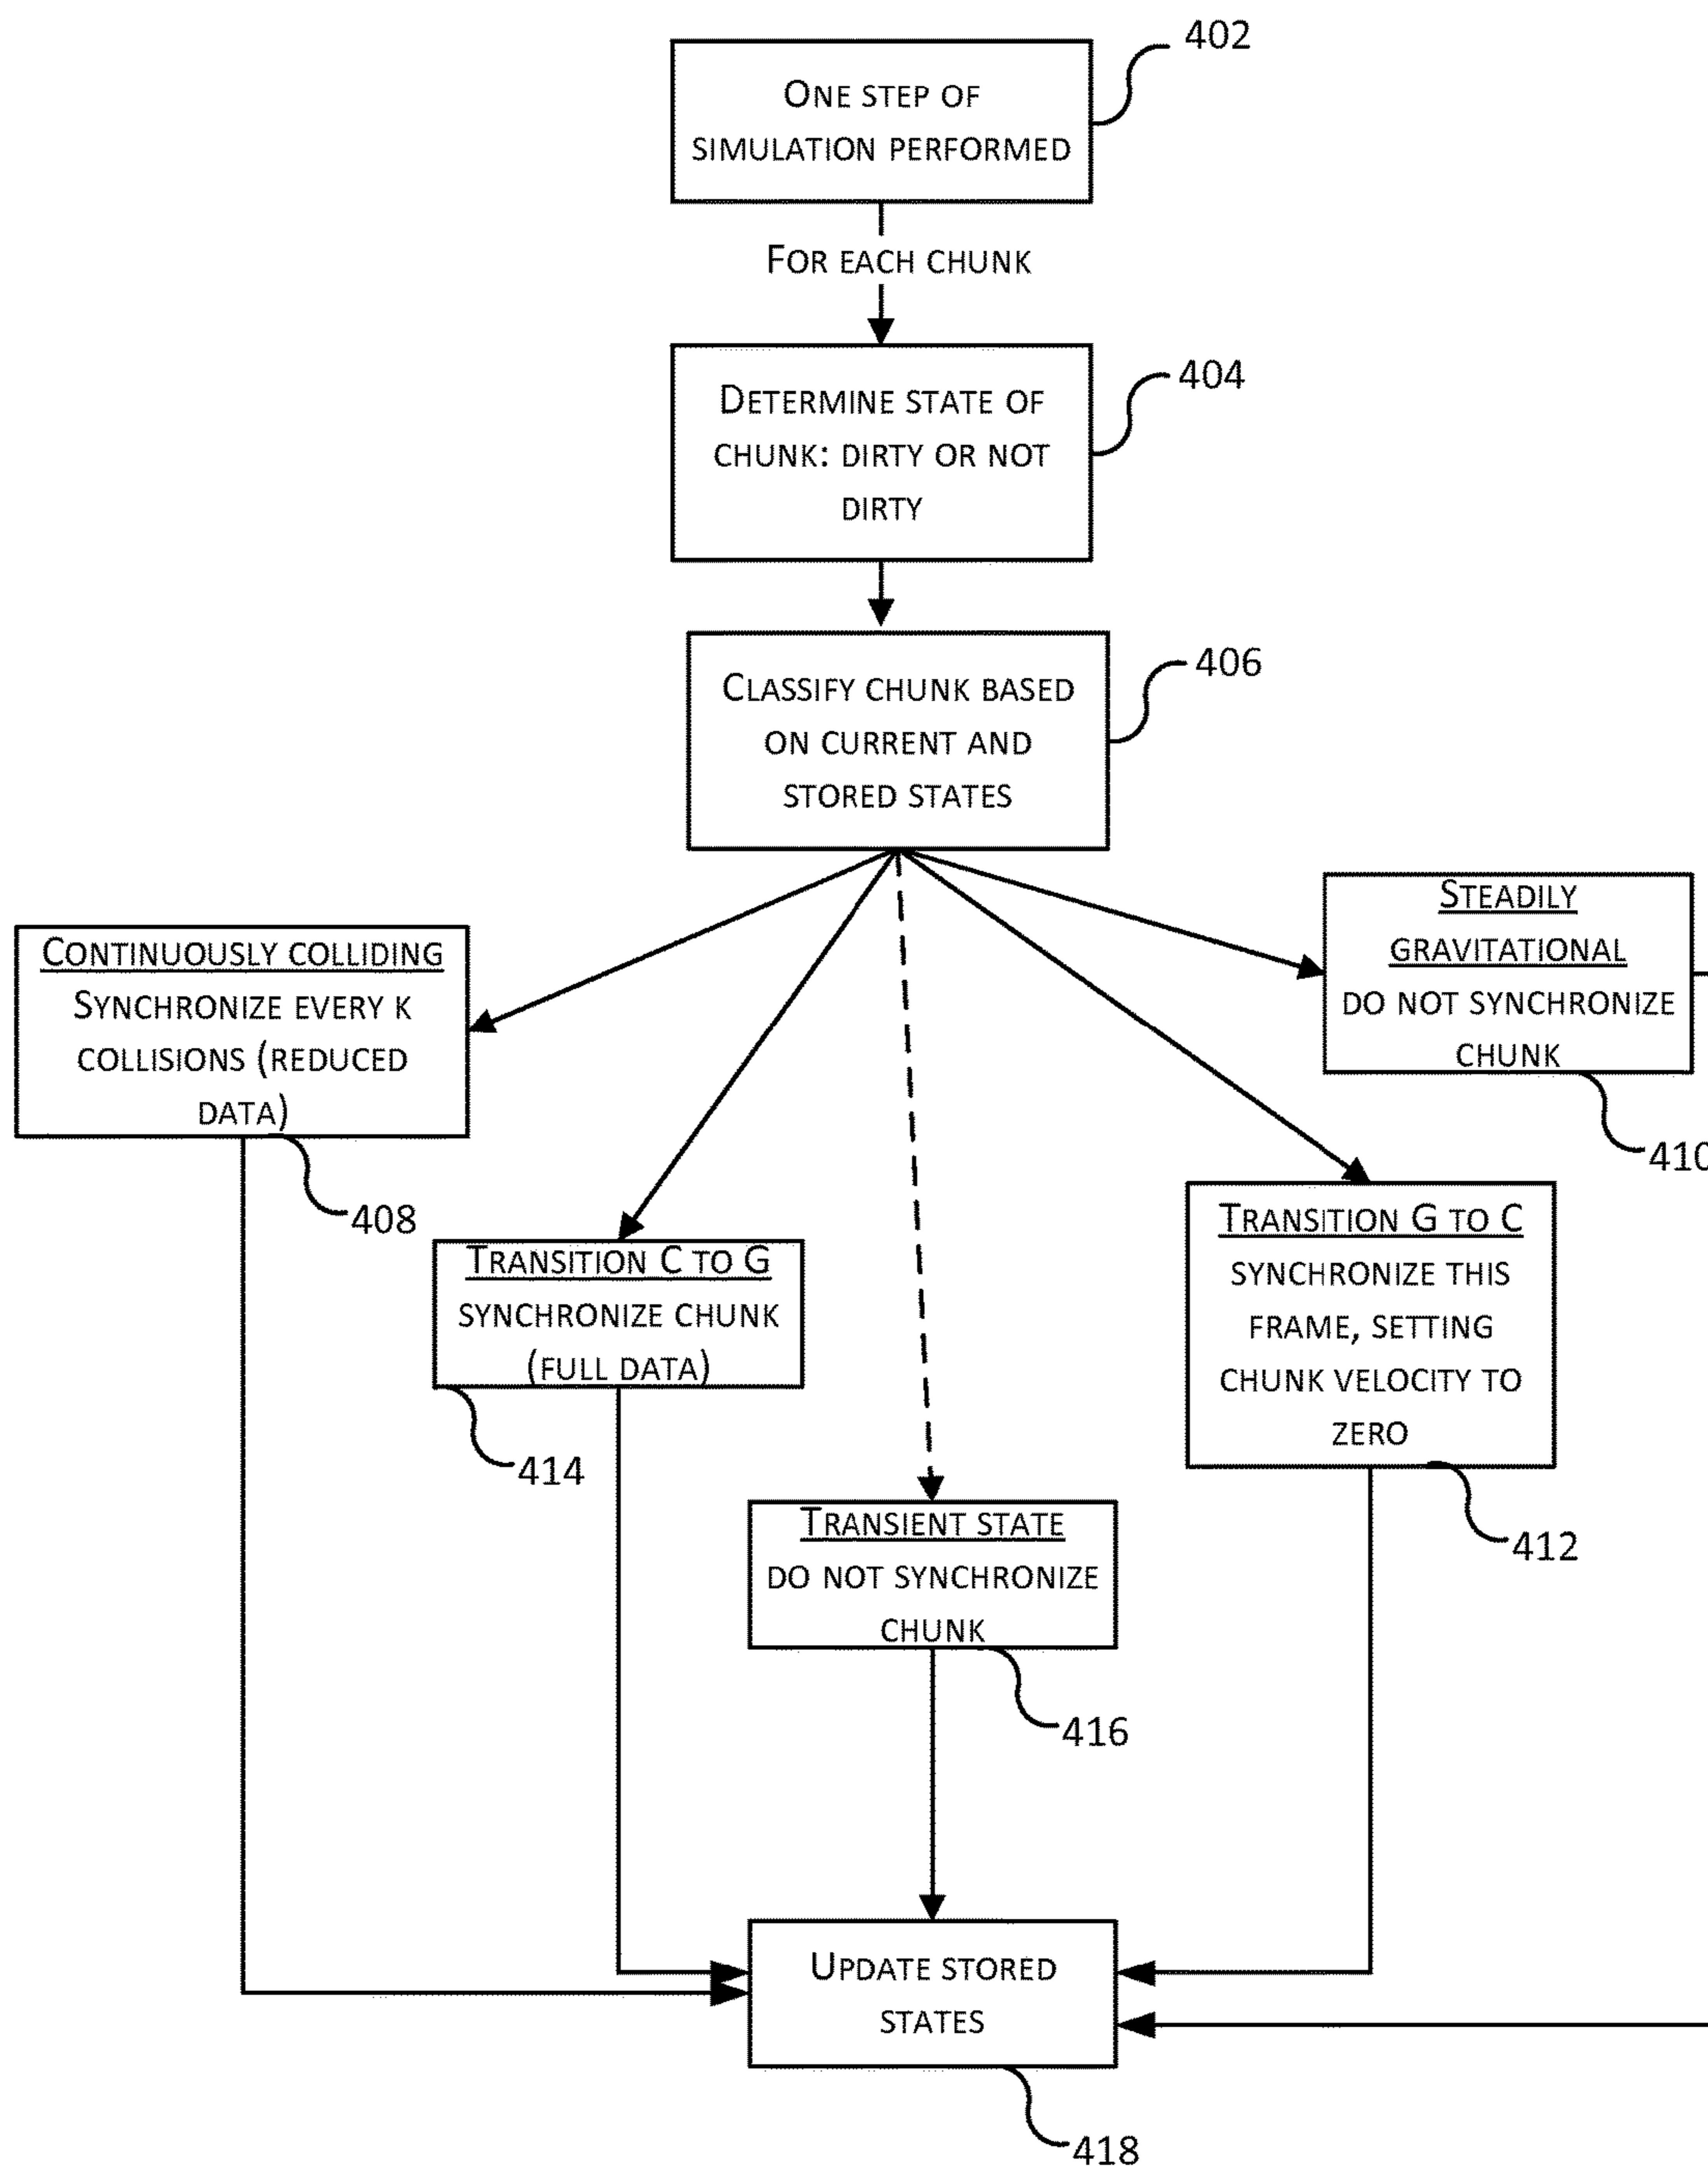 402
ONE STEP OF
SIMULATION PERFORMED
FOR EACH CHUNK
404
DETERMINE STATE OF
CHUNK: DIRTY OR NOT
DIRTY
406
CLASSIFY CHUNK BASED
ON CURRENT AND
STORED STATES
CONTINUOUSLY COLLIDING
SYNCHRONIZE EVERY K
COLLISIONS (REDUCED
DATA)
408
STEADILY
GRAVITATIONAL
DO NOT SYNCHRONIZE
CHUNK
410
TRANSITION C TO G
SYNCHRONIZE CHUNK
(FULL DATA)
414
TRANSITION G TO C
SYNCHRONIZE THIS
FRAME, SETTING
CHUNK VELOCITY TO
ZERO
412
TRANSIENT STATE
DO NOT SYNCHRONIZE
CHUNK
416
UPDATE STORED
STATES
418